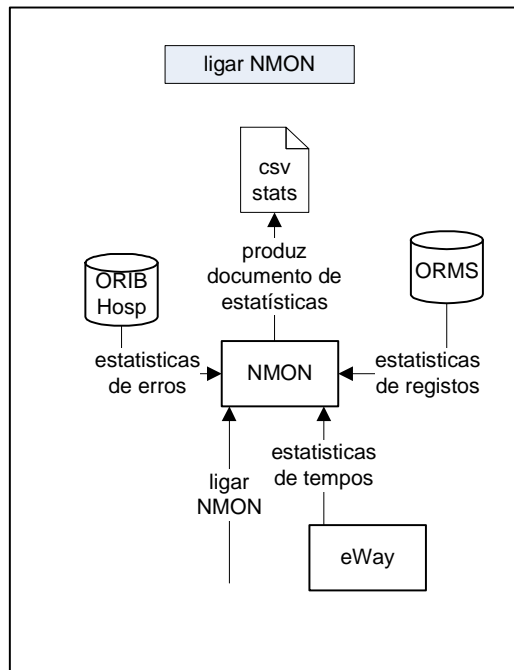 ligar NMON
csv
stats
produz
documento de
estatísticas
ORIB
Hosp
ORMS
estatisticas
de erros
NMON
estatisticas
de registos
ligar
NMON
estatisticas
de tempos
eWay